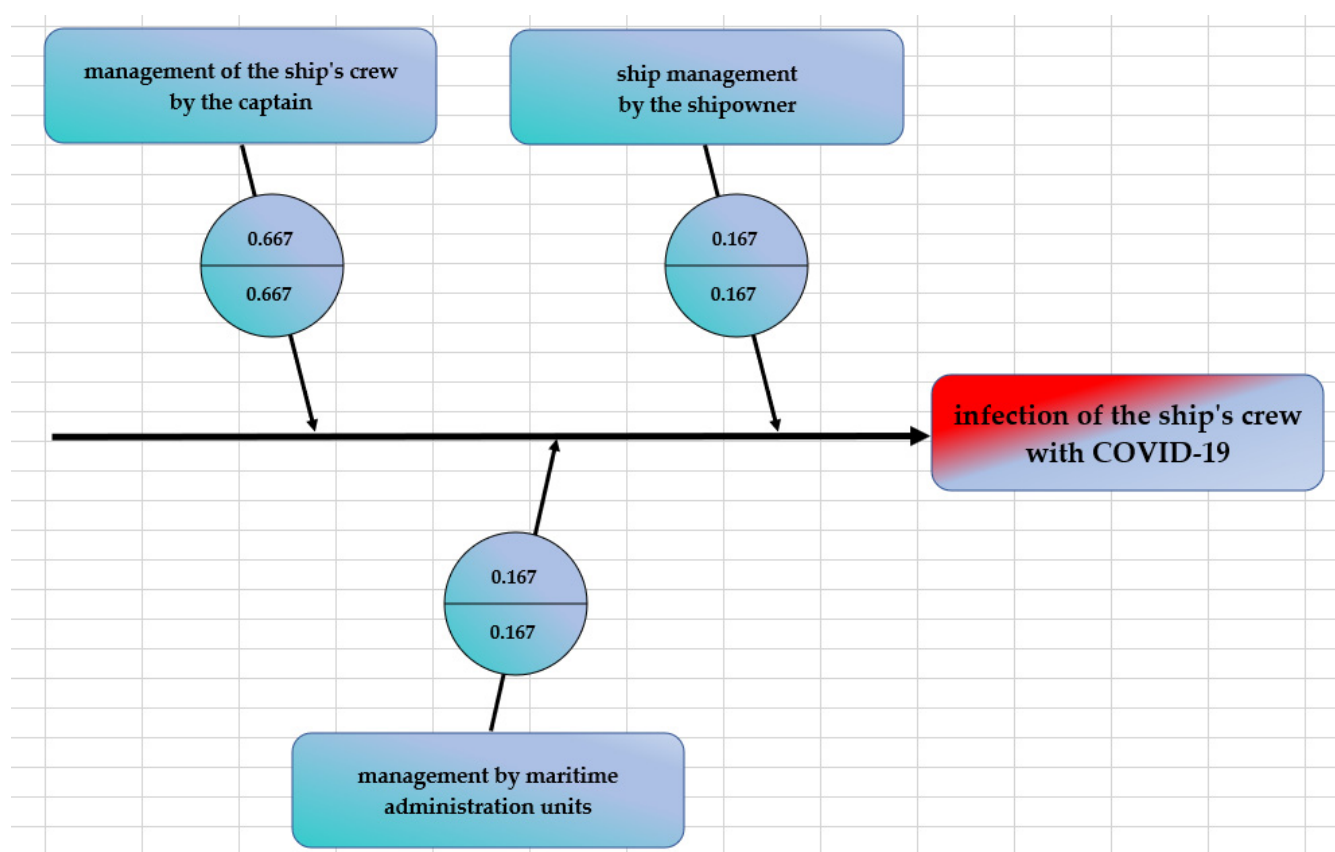 management of the ship's crew
by the captain
ship management
by the shipowner
0.667
0.667
0.167
0.167
infection of the ship's crew
with COVID-19
0.167
0.167
management by maritime
administration units